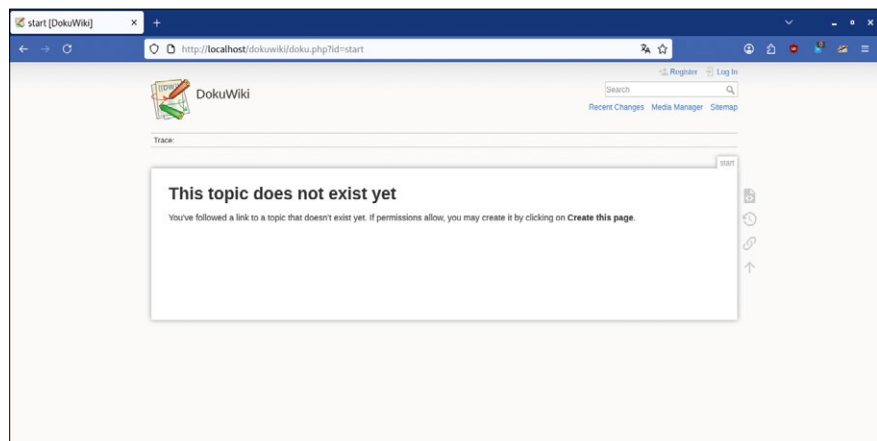 start [DokuWiki]
http://localhost/dokuwiki/doku.php?id=start
Register Log In
DokuWiki
Search
Recent Changes Media Manager Sitemap
Trace:
start
This topic does not exist yet
You've followed a link to a topic that doesn't exist yet. If permissions allow, you may create it by clicking on Create this page.